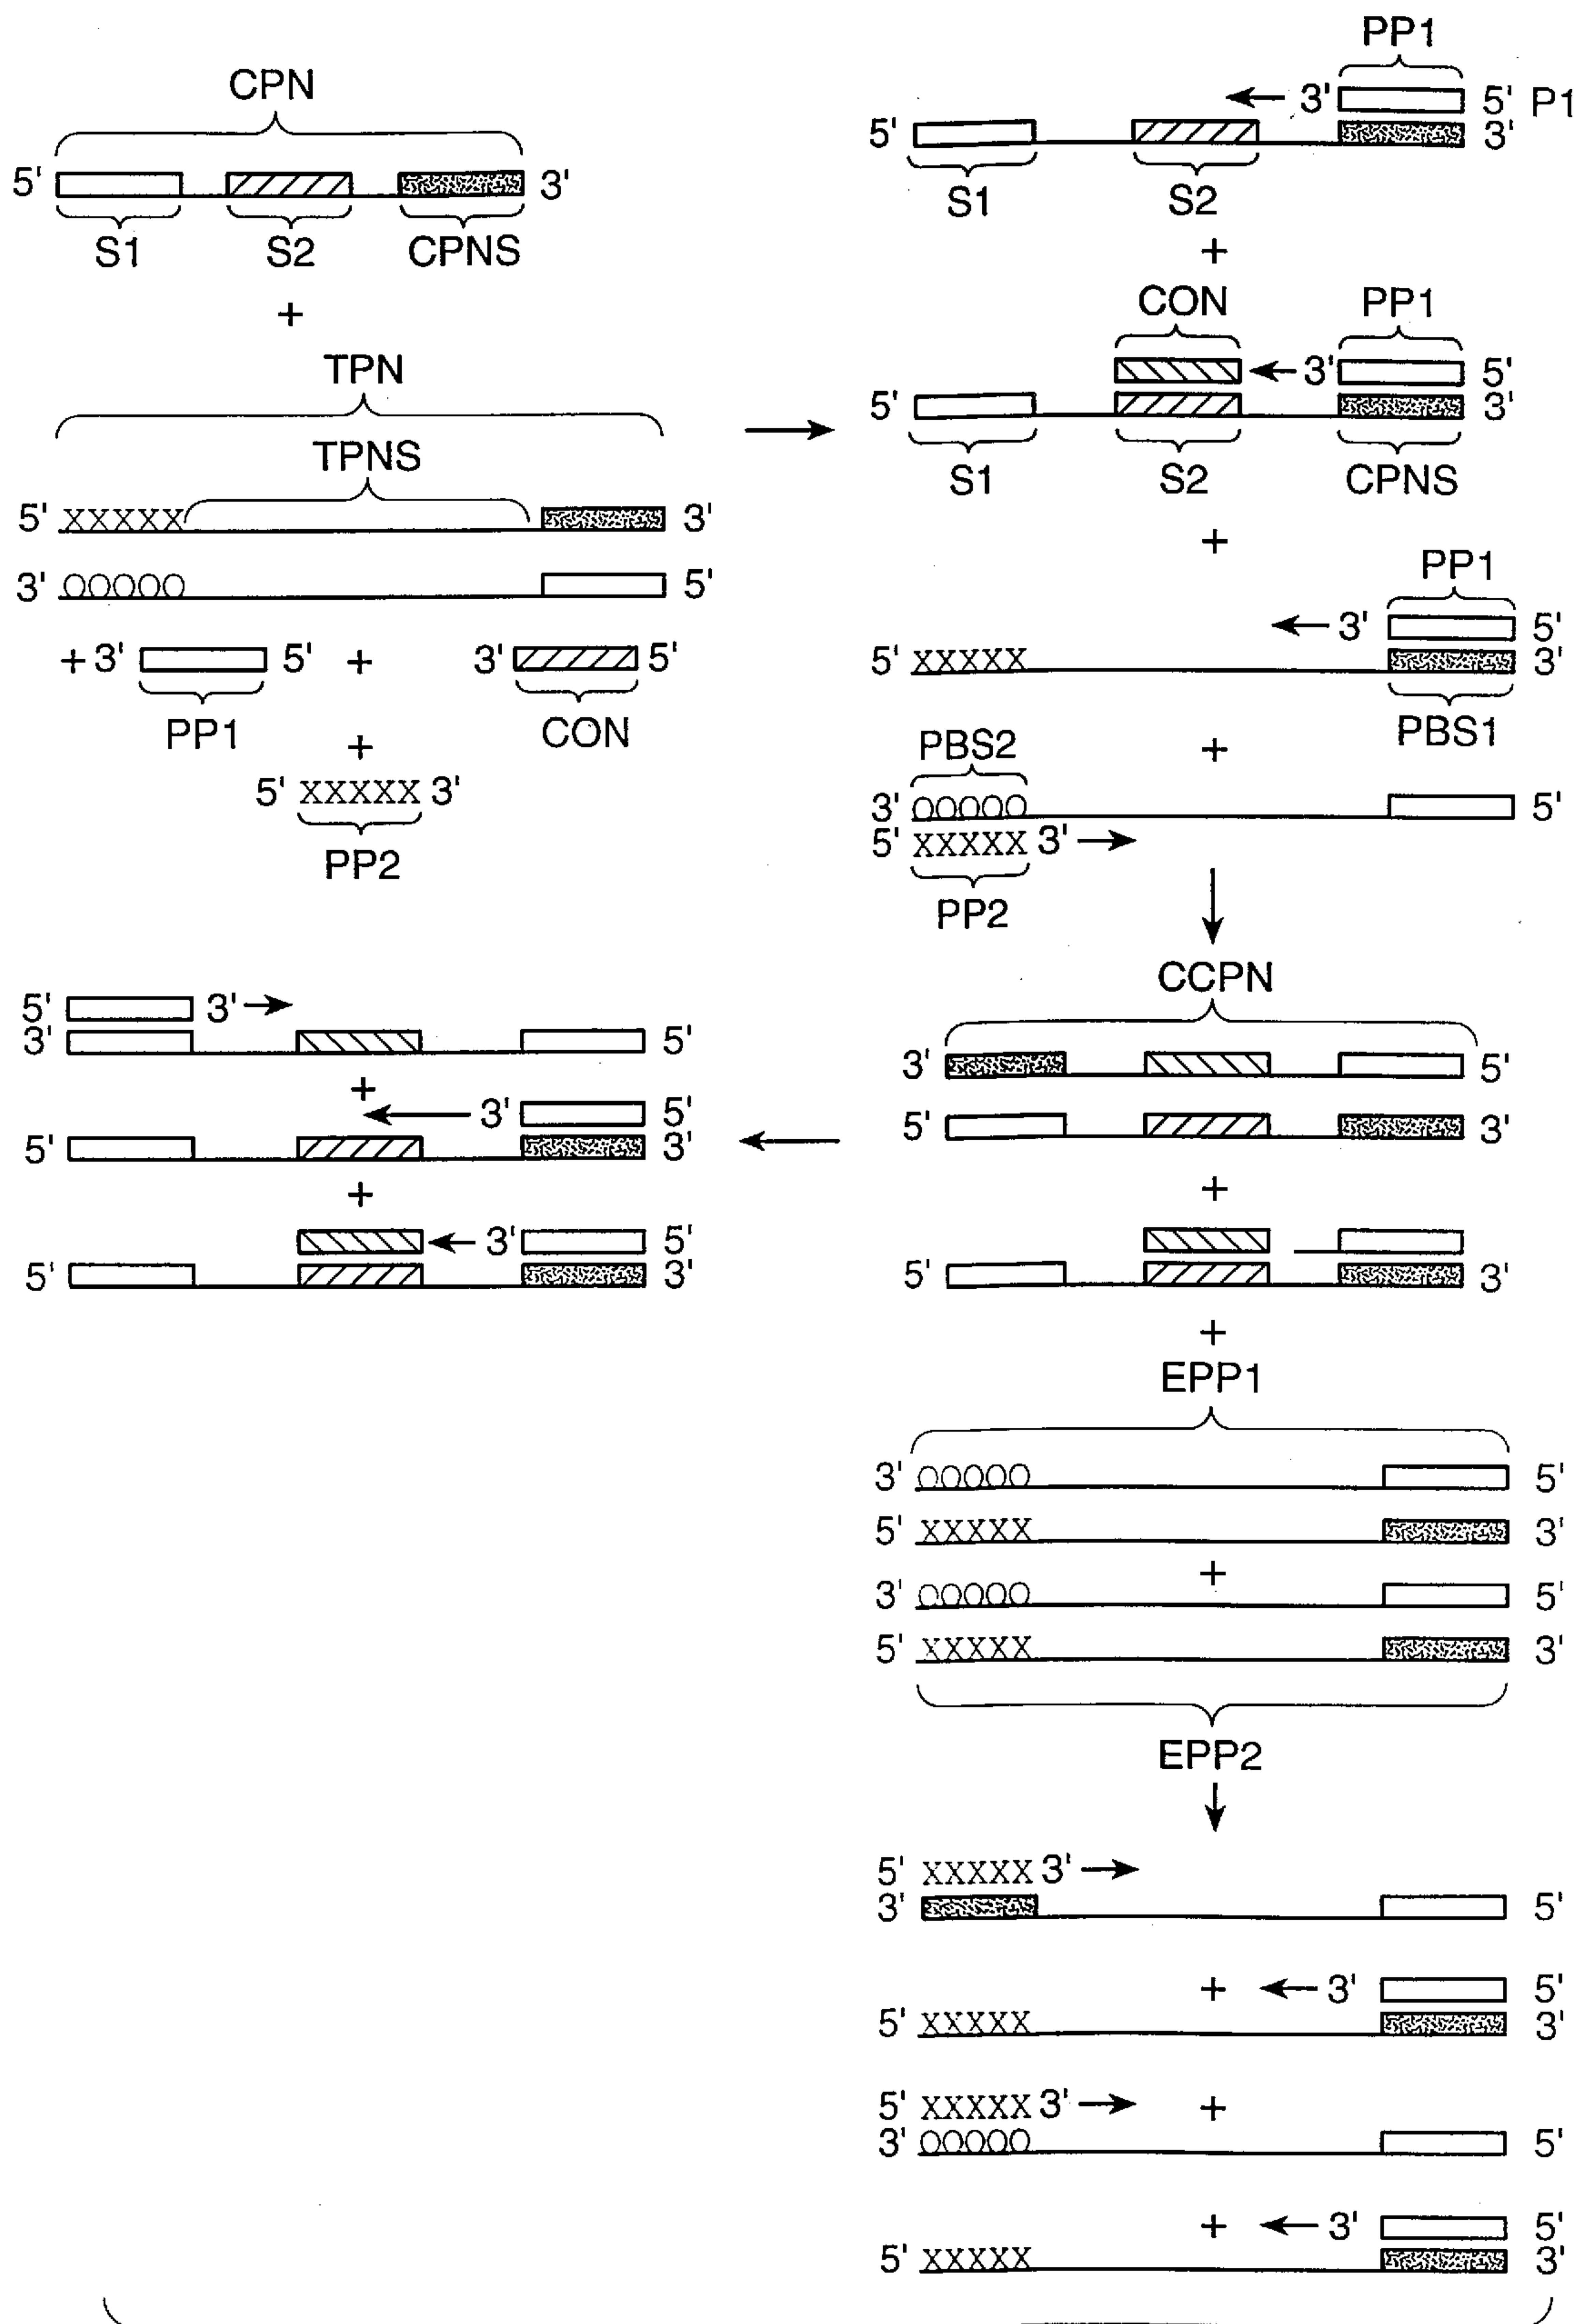 CPN
5' 3'
S1 S2 CPNS
+
TPN
TPNS
5' XXXXX 3'
3' OOOOO 5'
+ 3' 5' + 3' 5'
PP1 CON
+
5' XXXXX 3'
PP2
PP1
3' 5' P1
5' 3'
S1 S2
+
CON PP1
3' 5'
5' 3'
S1 S2 CPNS
+
PP1
3' 5'
5' XXXXX 3'
PBS1
PBS2 +
3' OOOOO 5'
5' XXXXX 3'
PP2
CCPN
3' 5'
5' 3'
+
5' 3'
+
EPP1
3' OOOOO 5'
5' XXXXX 3'
+
3' OOOOO 5'
5' XXXXX 3'
EPP2
5' XXXXX 3'
3' 5'
+ 3' 5'
5' XXXXX 3'
5' XXXXX 3' +
3' OOOOO 5'
+ 3' 5'
5' XXXXX 3'
5' 3'
3' 5'
+
3' 5'
5' 3'
+
3' 5'
5' 3'